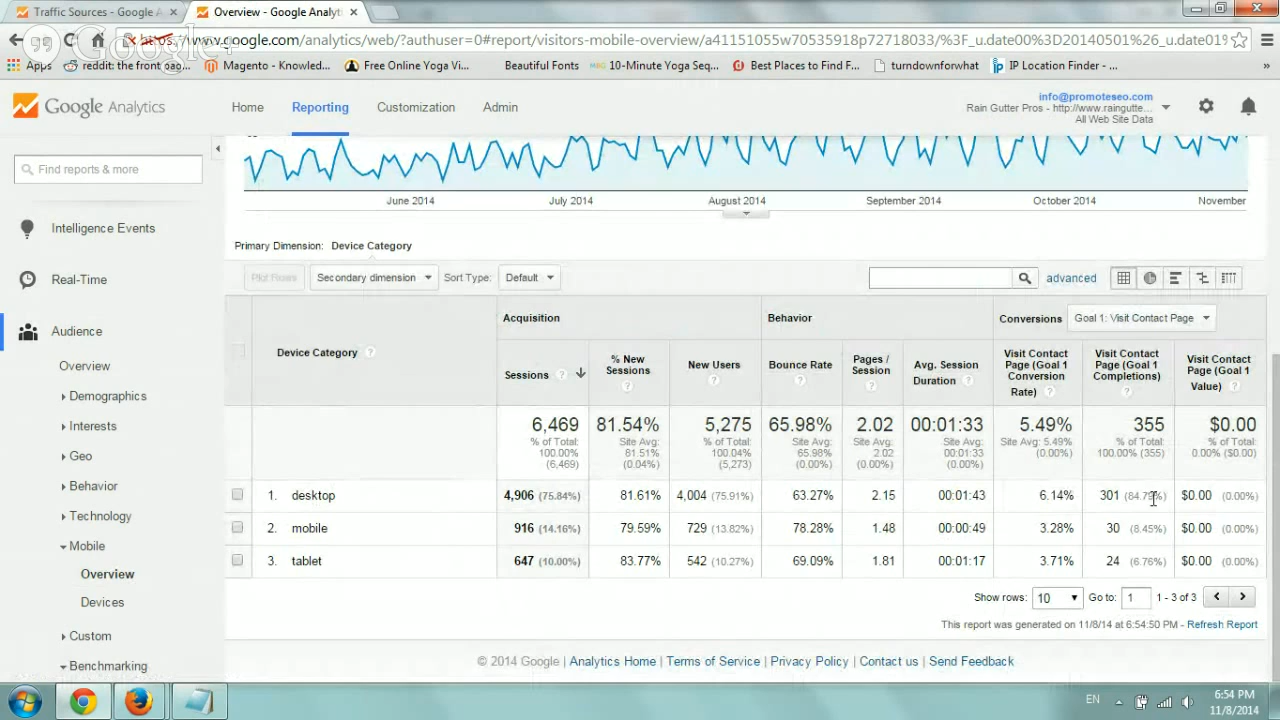 Traffic Sources - Google A
Overview - Google Analyti
Google+
https://www.google.com/analytics/web/?authuser=0#report/visitors-mobile-overview/a41151055w70535918p72718033/%3F_u.date00%3D20140501%26_u.date01%
Apps
reddit: the front pag...
Magento - Knowled...
Free Online Yoga Vi...
Beautiful Fonts
10-Minute Yoga Seq...
Best Places to Find F...
turndownforwhat
IP Location Finder - ...
»
Google Analytics
Home
Reporting
Customization
Admin
info@promoteseo.com
Rain Gutter Pros - http://www.raingutte...
All Web Site Data
Find reports & more
Intelligence Events
Real-Time
Audience
Overview
Demographics
Interests
Geo
Behavior
Technology
Mobile
Overview
Devices
Custom
Benchmarking
June 2014 July 2014 August 2014 September 2014 October 2014 November
Primary Dimension: Device Category
Plot Rows Secondary dimension Sort Type: Default advanced
Acquisition Behavior Conversions Goal 1: Visit Contact Page
Device Category ?
Sessions ?
% New Sessions ?
New Users ?
Bounce Rate ?
Pages / Session ?
Avg. Session Duration ?
Visit Contact Page (Goal 1 Conversion Rate) ?
Visit Contact Page (Goal 1 Completions) ?
Visit Contact Page (Goal 1 Value) ?
6,469 81.54% 5,275 65.98% 2.02 00:01:33 5.49% 355 $0.00
% of Total: 100.00% (6,469)
Site Avg: 81.51% (0.04%)
% of Total: 100.04% (5,273)
Site Avg: 65.98% (0.00%)
Site Avg: 2.02 (0.00%)
Site Avg: 00:01:33 (0.00%)
Site Avg: 5.49% (0.00%)
% of Total: 100.00% (355)
% of Total: 0.00% ($0.00)
1. desktop 4,906 (75.84%) 81.61% 4,004 (75.91%) 63.27% 2.15 00:01:43 6.14% 301 (84.79%) $0.00 (0.00%)
2. mobile 916 (14.16%) 79.59% 729 (13.82%) 78.28% 1.48 00:00:49 3.28% 30 (8.45%) $0.00 (0.00%)
3. tablet 647 (10.00%) 83.77% 542 (10.27%) 69.09% 1.81 00:01:17 3.71% 24 (6.76%) $0.00 (0.00%)
Show rows: 10 Go to: 1 1 - 3 of 3
This report was generated on 11/8/14 at 6:54:50 PM - Refresh Report
© 2014 Google | Analytics Home | Terms of Service | Privacy Policy | Contact us | Send Feedback
EN
6:54 PM
11/8/2014